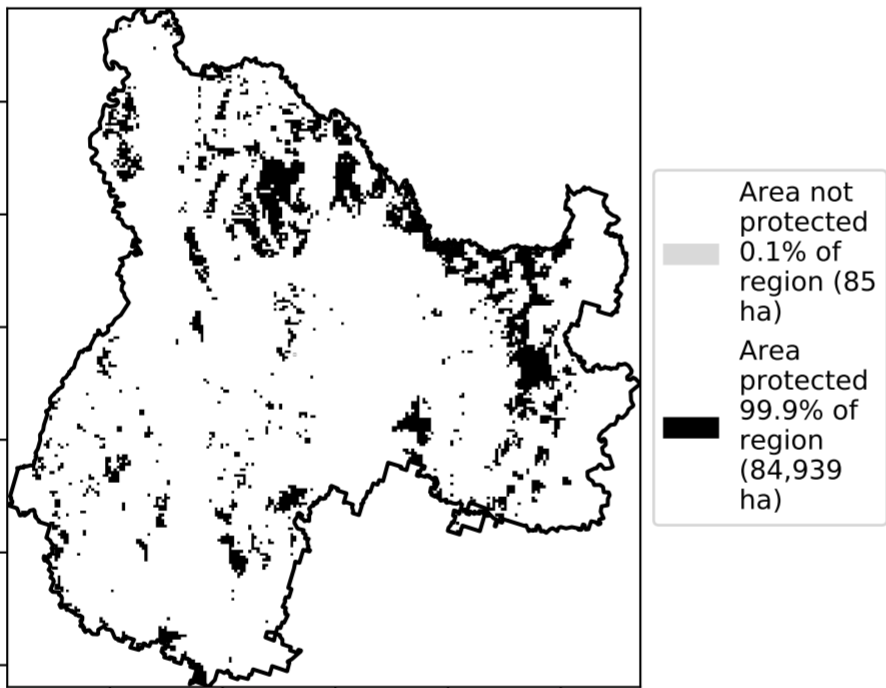 Area not
protected
0.1% of
region (85
ha)
Area
protected
99.9% of
region
(84,939
ha)